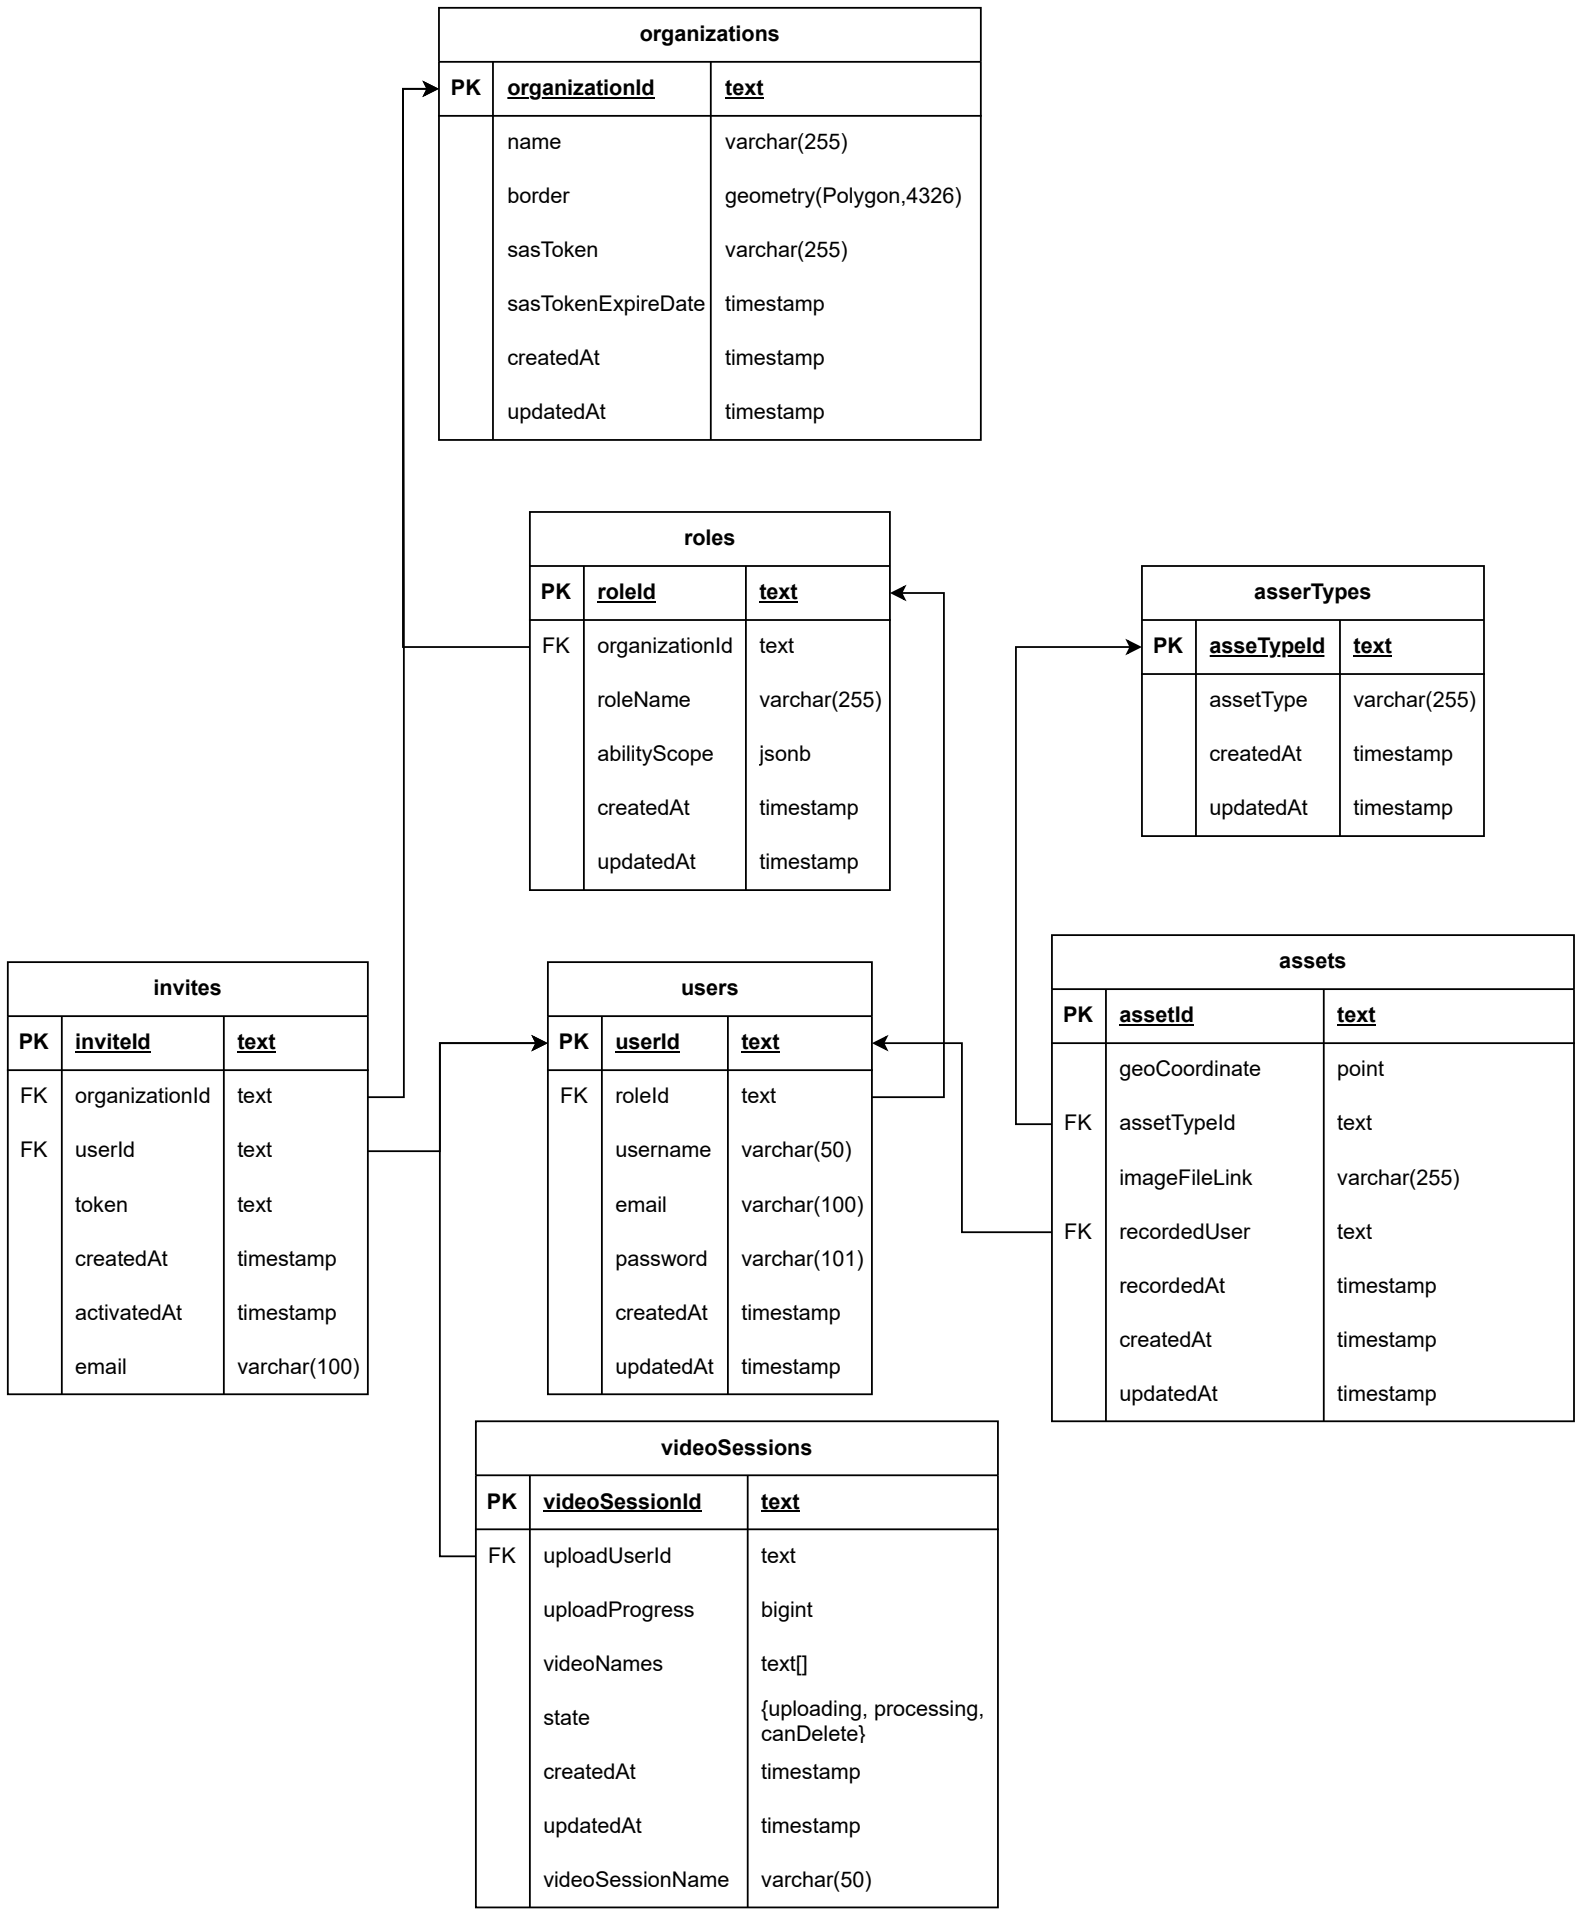 organizations
PK organizationId text
name varchar(255)
border geometry(Polygon,4326)
sasToken varchar(255)
sasTokenExpireDate timestamp
createdAt timestamp
updatedAt timestamp
roles
PK roleId text
FK organizationId text
roleName varchar(255)
abilityScope jsonb
createdAt timestamp
updatedAt timestamp
asserTypes
PK asseTypeId text
assetType varchar(255)
createdAt timestamp
updatedAt timestamp
invites
PK inviteId text
FK organizationId text
FK userId text
token text
createdAt timestamp
activatedAt timestamp
email varchar(100)
users
PK userId text
FK roleId text
username varchar(50)
email varchar(100)
password varchar(101)
createdAt timestamp
updatedAt timestamp
assets
PK assetId text
geoCoordinate point
FK assetTypeId text
imageFileLink varchar(255)
FK recordedUser text
recordedAt timestamp
createdAt timestamp
updatedAt timestamp
videoSessions
PK videoSessionId text
FK uploadUserId text
uploadProgress bigint
videoNames text[]
state {uploading, processing,
canDelete}
createdAt timestamp
updatedAt timestamp
videoSessionName varchar(50)